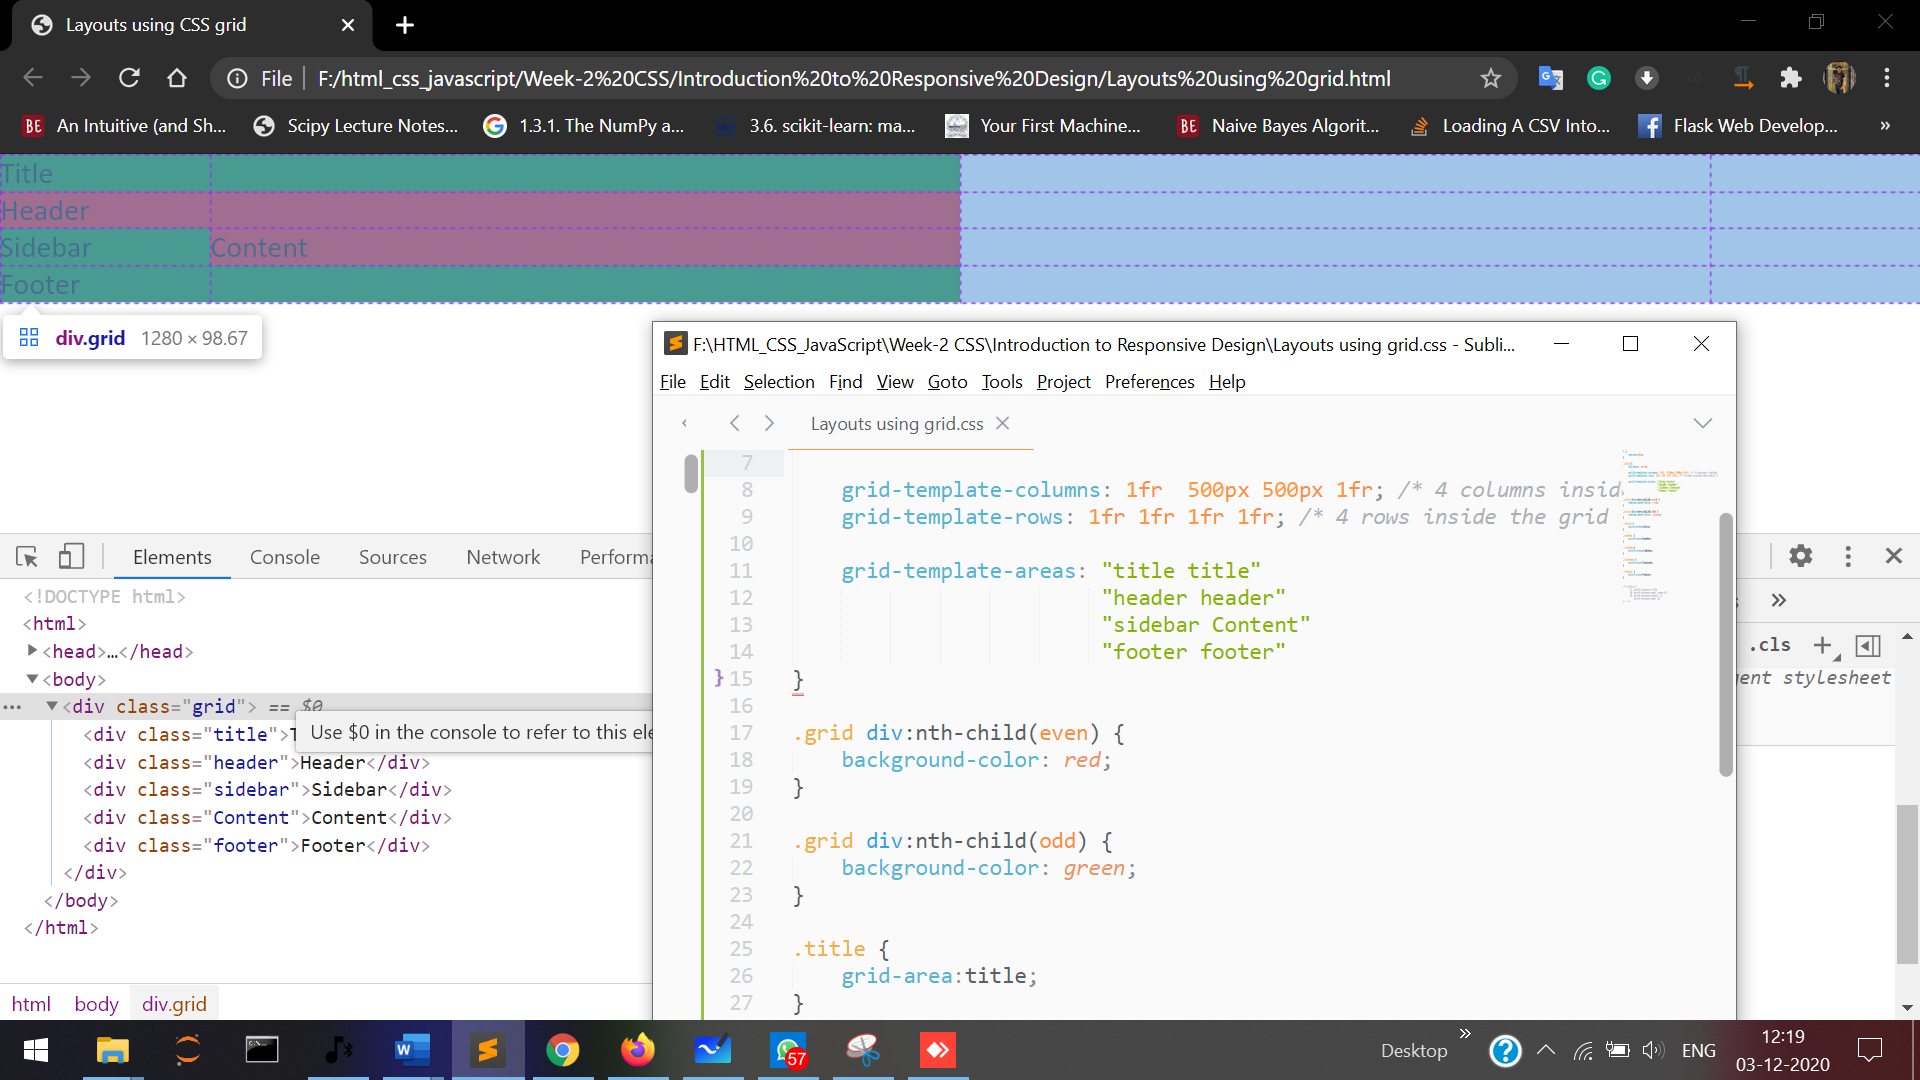 Layouts using CSS grid
File
F:/html_css_javascript/Week-2%20CSS/Introduction%20to%20Responsive%20Design/Layouts%20using%20grid.html
BE An Intuitive (and Sh...
Scipy Lecture Notes...
1.3.1. The NumPy a...
3.6. scikit-learn: ma...
Your First Machine...
BE Naive Bayes Algorit...
Loading A CSV Into...
Flask Web Develop...
»
Title
Header
Sidebar Content
Footer
div.grid 1280 × 98.67
F:\HTML_CSS_JavaScript\Week-2 CSS\Introduction to Responsive Design\Layouts using grid.css - Subli...
File Edit Selection Find View Goto Tools Project Preferences Help
Layouts using grid.css
7
8 grid-template-columns: 1fr  500px 500px 1fr; /* 4 columns insid
9 grid-template-rows: 1fr 1fr 1fr 1fr; /* 4 rows inside the grid
10
11 grid-template-areas: "title title"
12 "header header"
13 "sidebar Content"
14 "footer footer"
} 15 }
16
17 .grid div:nth-child(even) {
18 background-color: red;
19 }
20
21 .grid div:nth-child(odd) {
22 background-color: green;
23 }
24
25 .title {
26 grid-area:title;
27 }
Elements Console Sources Network Performa
<!DOCTYPE html>
<html>
<head>…</head>
<body>
<div class="grid"> == $0
<div class="title">
Use $0 in the console to refer to this ele
<div class="header">Header</div>
<div class="sidebar">Sidebar</div>
<div class="Content">Content</div>
<div class="footer">Footer</div>
</div>
</body>
</html>
html body div.grid
»
.cls
ent stylesheet
57
Desktop
»
ENG
12:19
03-12-2020